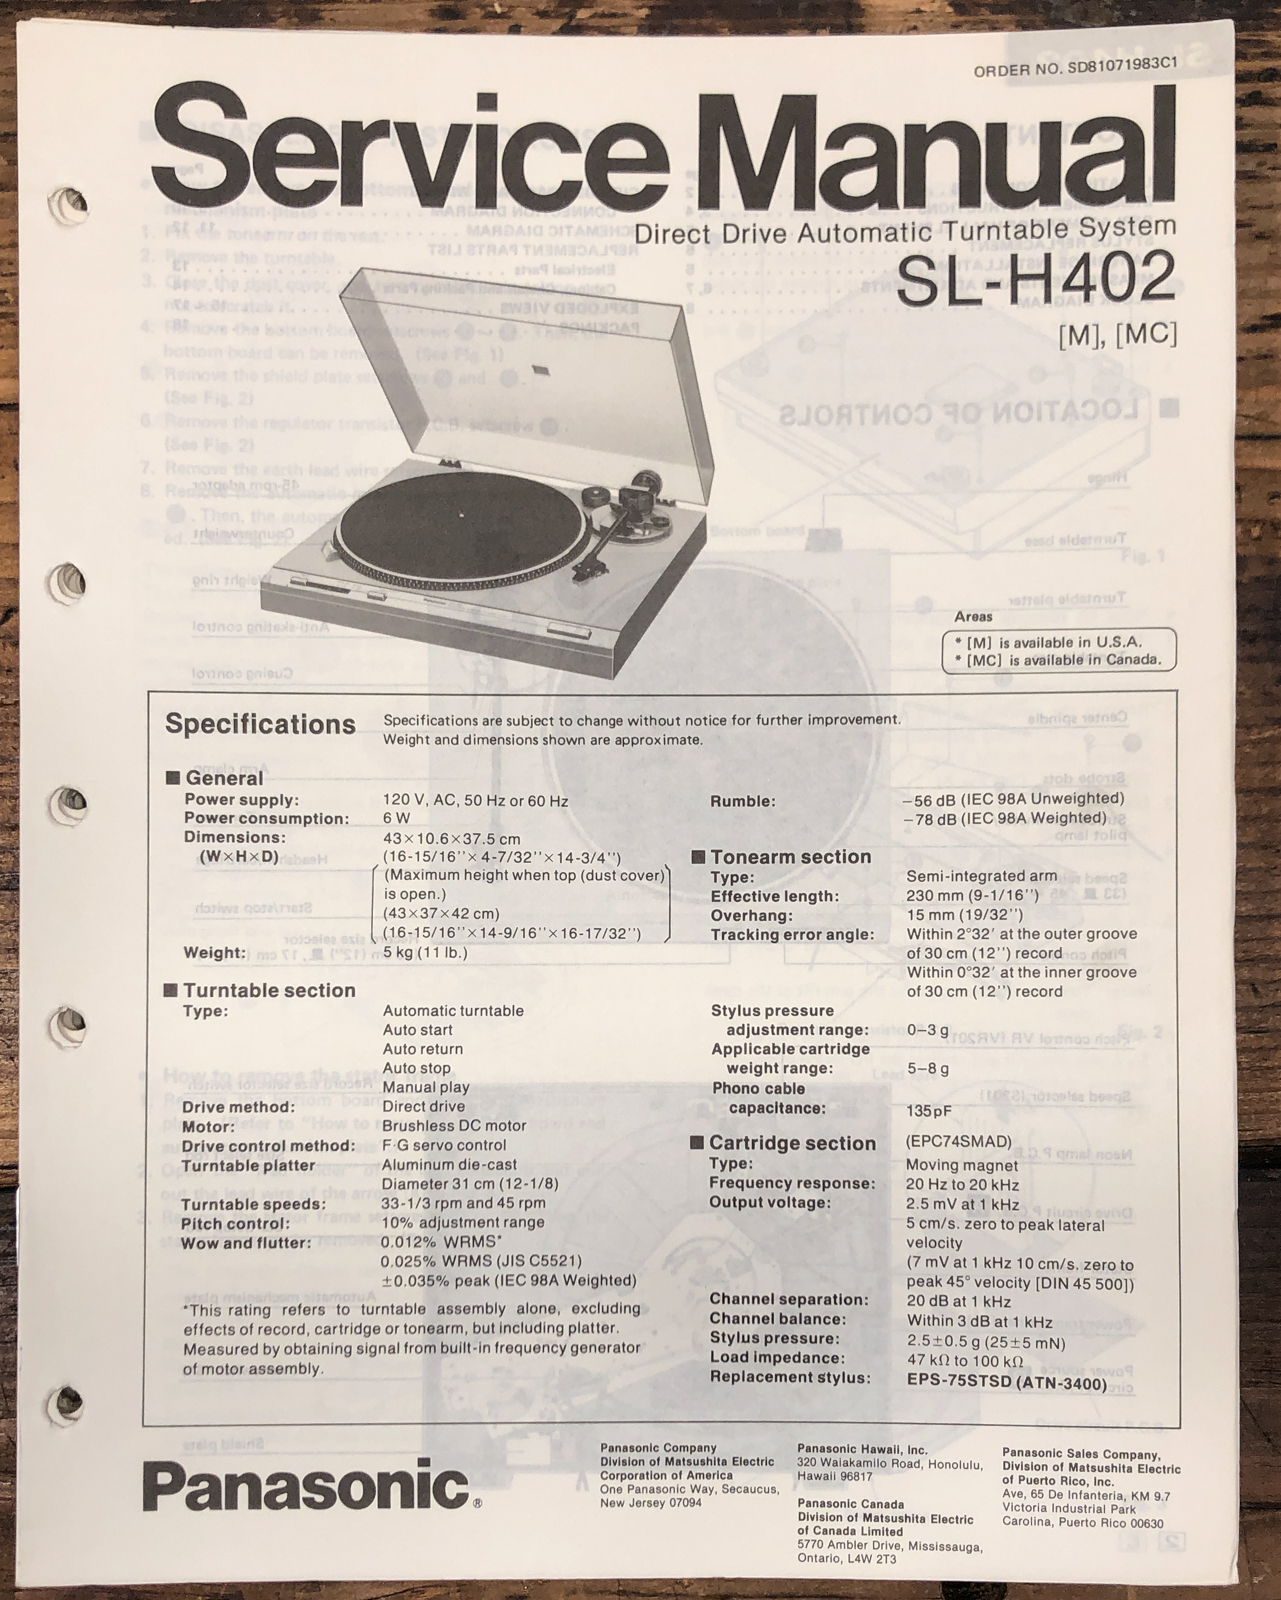 ORDER NO. SD81071983C1
Service Manual
Direct Drive Automatic Turntable System
SL-H402
[M], [MC]
Areas
* [M] is available in U.S.A.
* [MC] is available in Canada.
Specifications
Specifications are subject to change without notice for further improvement.
Weight and dimensions shown are approximate.
■ General
Power supply: 120 V, AC, 50 Hz or 60 Hz
Power consumption: 6 W
Dimensions: 43×10.6×37.5 cm
(W×H×D) (16-15/16''×4-7/32''×14-3/4'')
(Maximum height when top (dust cover)
is open.)
(43×37×42 cm)
(16-15/16''×14-9/16''×16-17/32'')
Weight: 5 kg (11 lb.)
■ Turntable section
Type: Automatic turntable
Auto start
Auto return
Auto stop
Manual play
Drive method: Direct drive
Motor: Brushless DC motor
Drive control method: F·G servo control
Turntable platter Aluminum die-cast
Diameter 31 cm (12-1/8)
Turntable speeds: 33-1/3 rpm and 45 rpm
Pitch control: 10% adjustment range
Wow and flutter: 0.012% WRMS*
0.025% WRMS (JIS C5521)
±0.035% peak (IEC 98A Weighted)
*This rating refers to turntable assembly alone, excluding
effects of record, cartridge or tonearm, but including platter.
Measured by obtaining signal from built-in frequency generator
of motor assembly.
Rumble: −56 dB (IEC 98A Unweighted)
−78 dB (IEC 98A Weighted)
■ Tonearm section
Type: Semi-integrated arm
Effective length: 230 mm (9-1/16'')
Overhang: 15 mm (19/32'')
Tracking error angle: Within 2°32′ at the outer groove
of 30 cm (12'') record
Within 0°32′ at the inner groove
of 30 cm (12'') record
Stylus pressure
adjustment range: 0–3 g
Applicable cartridge
weight range: 5–8 g
Phono cable
capacitance: 135pF
■ Cartridge section (EPC74SMAD)
Type: Moving magnet
Frequency response: 20 Hz to 20 kHz
Output voltage: 2.5 mV at 1 kHz
5 cm/s. zero to peak lateral
velocity
(7 mV at 1 kHz 10 cm/s. zero to
peak 45° velocity [DIN 45 500])
Channel separation: 20 dB at 1 kHz
Channel balance: Within 3 dB at 1 kHz
Stylus pressure: 2.5±0.5 g (25±5 mN)
Load impedance: 47 kΩ to 100 kΩ
Replacement stylus: EPS-75STSD (ATN-3400)
Panasonic®
Panasonic Company
Division of Matsushita Electric
Corporation of America
One Panasonic Way, Secaucus,
New Jersey 07094
Panasonic Hawaii, Inc.
320 Waiakamilo Road, Honolulu,
Hawaii 96817
Panasonic Canada
Division of Matsushita Electric
of Canada Limited
5770 Ambler Drive, Mississauga,
Ontario, L4W 2T3
Panasonic Sales Company,
Division of Matsushita Electric
of Puerto Rico, Inc.
Ave, 65 De Infanteria, KM 9.7
Victoria Industrial Park
Carolina, Puerto Rico 00630